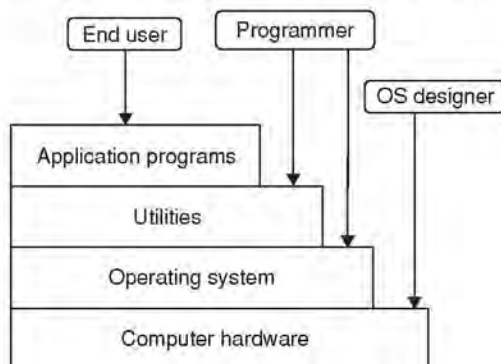 End user
Programmer
OS designer
Application programs
Utilities
Operating system
Computer hardware